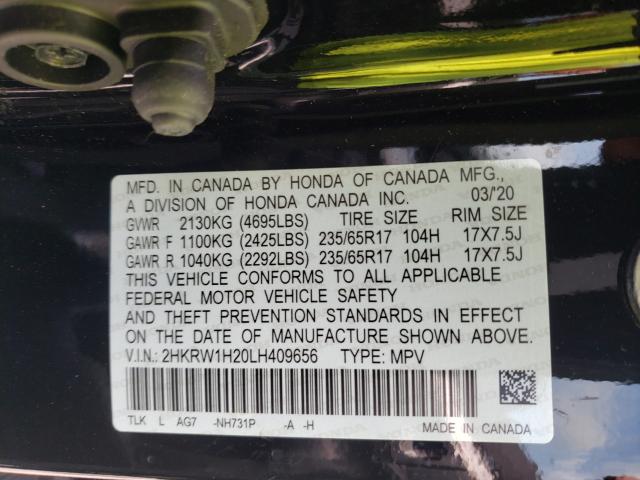 MFD. IN CANADA BY HONDA OF CANADA MFG.,
A DIVISION OF HONDA CANADA INC. 03/'20
GVWR 2130KG (4695LBS) TIRE SIZE RIM SIZE
GAWR F 1100KG (2425LBS) 235/65R17 104H 17X7.5J
GAWR R 1040KG (2292LBS) 235/65R17 104H 17X7.5J
THIS VEHICLE CONFORMS TO ALL APPLICABLE
FEDERAL MOTOR VEHICLE SAFETY
AND THEFT PREVENTION STANDARDS IN EFFECT
ON THE DATE OF MANUFACTURE SHOWN ABOVE.
V.I.N.: 2HKRW1H20LH409656 TYPE: MPV
TLK L AG7 -NH731P -A -H
MADE IN CANADA